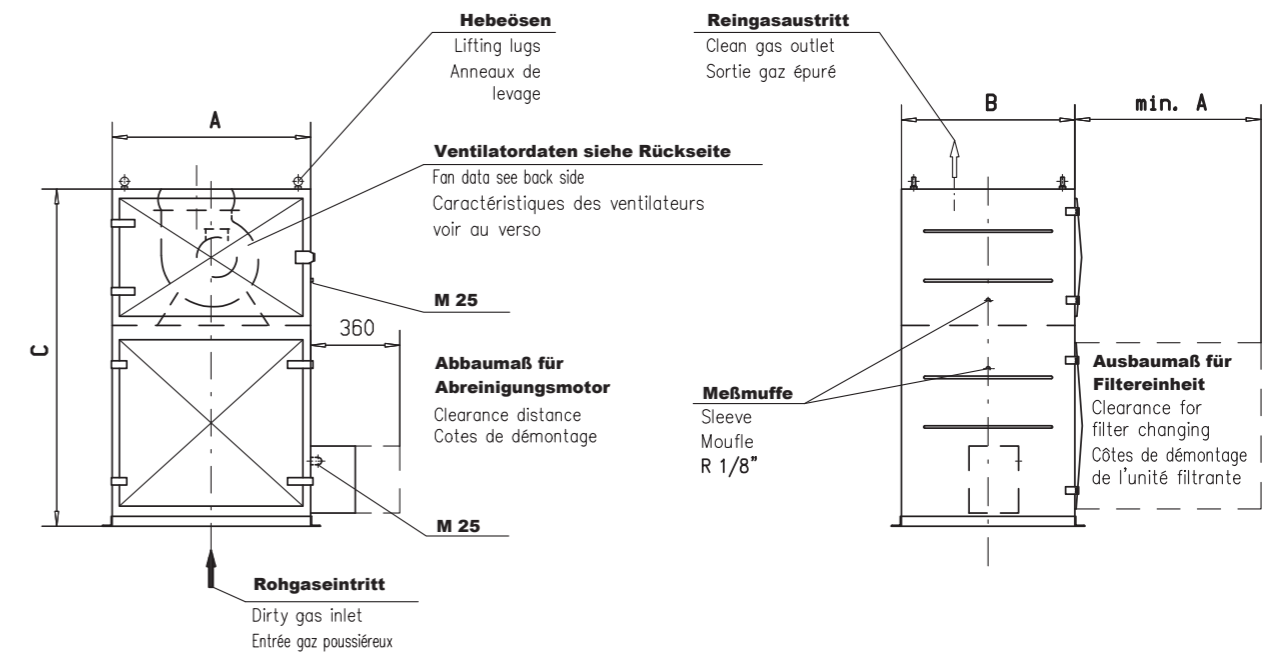 Hebeösen
Lifting lugs
Anneaux de
levage
Reingasaustritt
Clean gas outlet
Sortie gaz épuré
A
B
min. A
Ventilatordaten siehe Rückseite
Fan data see back side
Caractéristiques des ventilateurs
voir au verso
M 25
360
C
Abbaumaß für
Abreinigungsmotor
Clearance distance
Cotes de démontage
Meßmuffe
Sleeve
Moufle
R 1/8"
Ausbaumaß für
Filtereinheit
Clearance for
filter changing
Côtes de démontage
de l'unité filtrante
M 25
Rohgaseintritt
Dirty gas inlet
Entrée gaz poussiéreux